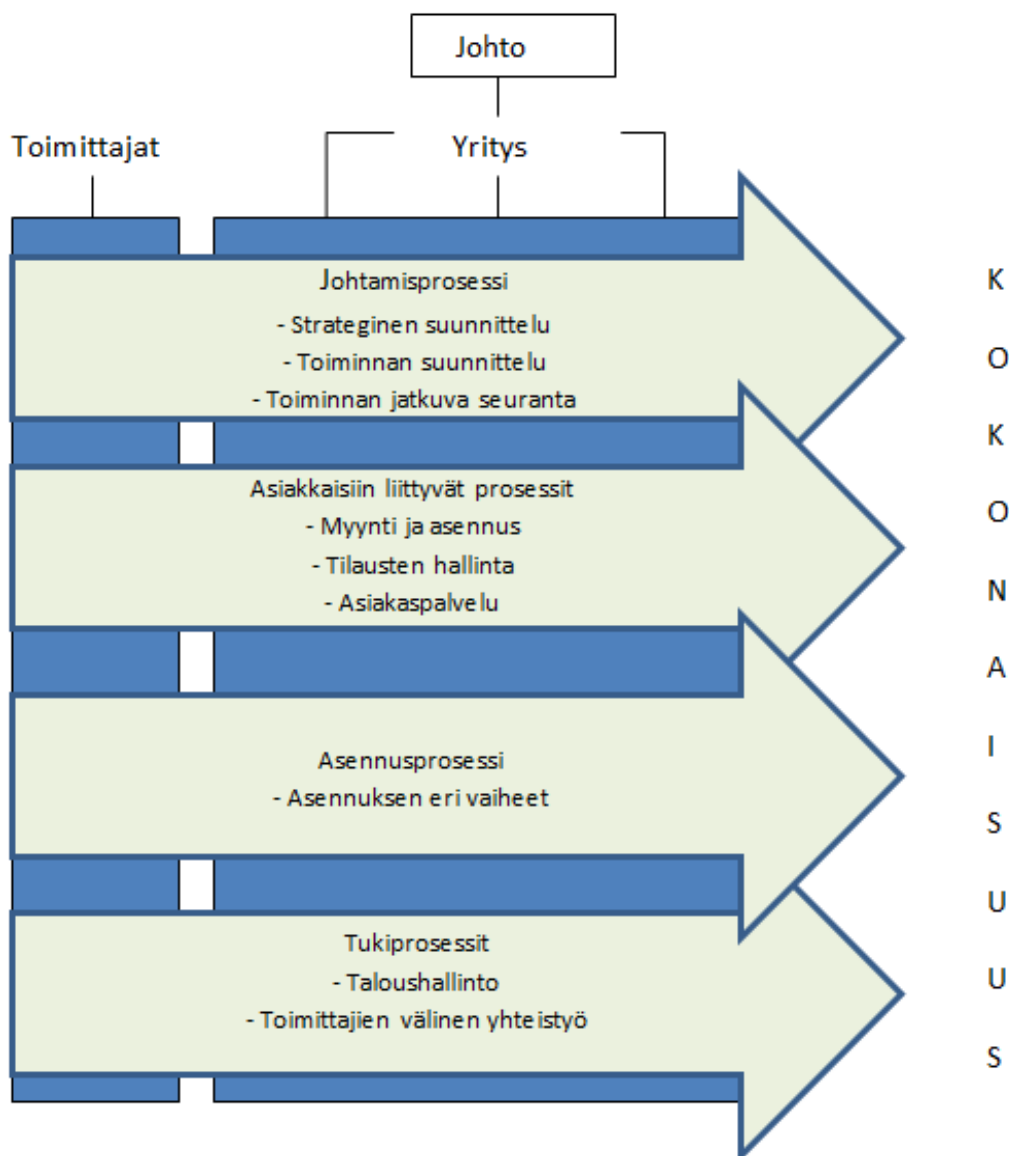 Johto
Toimittajat
Yritys
Johtamisprosessi
- Strateginen suunnittelu
- Toiminnan suunnittelu
- Toiminnan jatkuva seuranta
Asiakkaisiin liittyvät prosessit
- Myynti ja asennus
- Tilausten hallinta
- Asiakaspalvelu
Asennusprosessi
- Asennuksen eri vaiheet
Tukiprosessit
- Taloushallinto
- Toimittajien välinen yhteistyö
K
O
K
O
N
A
I
S
U
U
S